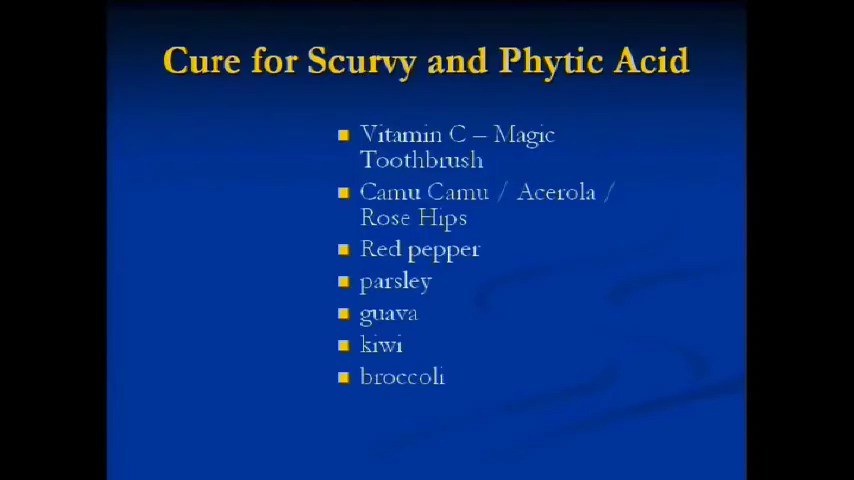 Cure for Scurvy and Phytic Acid
Vitamin C – Magic
Toothbrush
Camu Camu / Acerola /
Rose Hips
Red pepper
parsley
guava
kiwi
broccoli